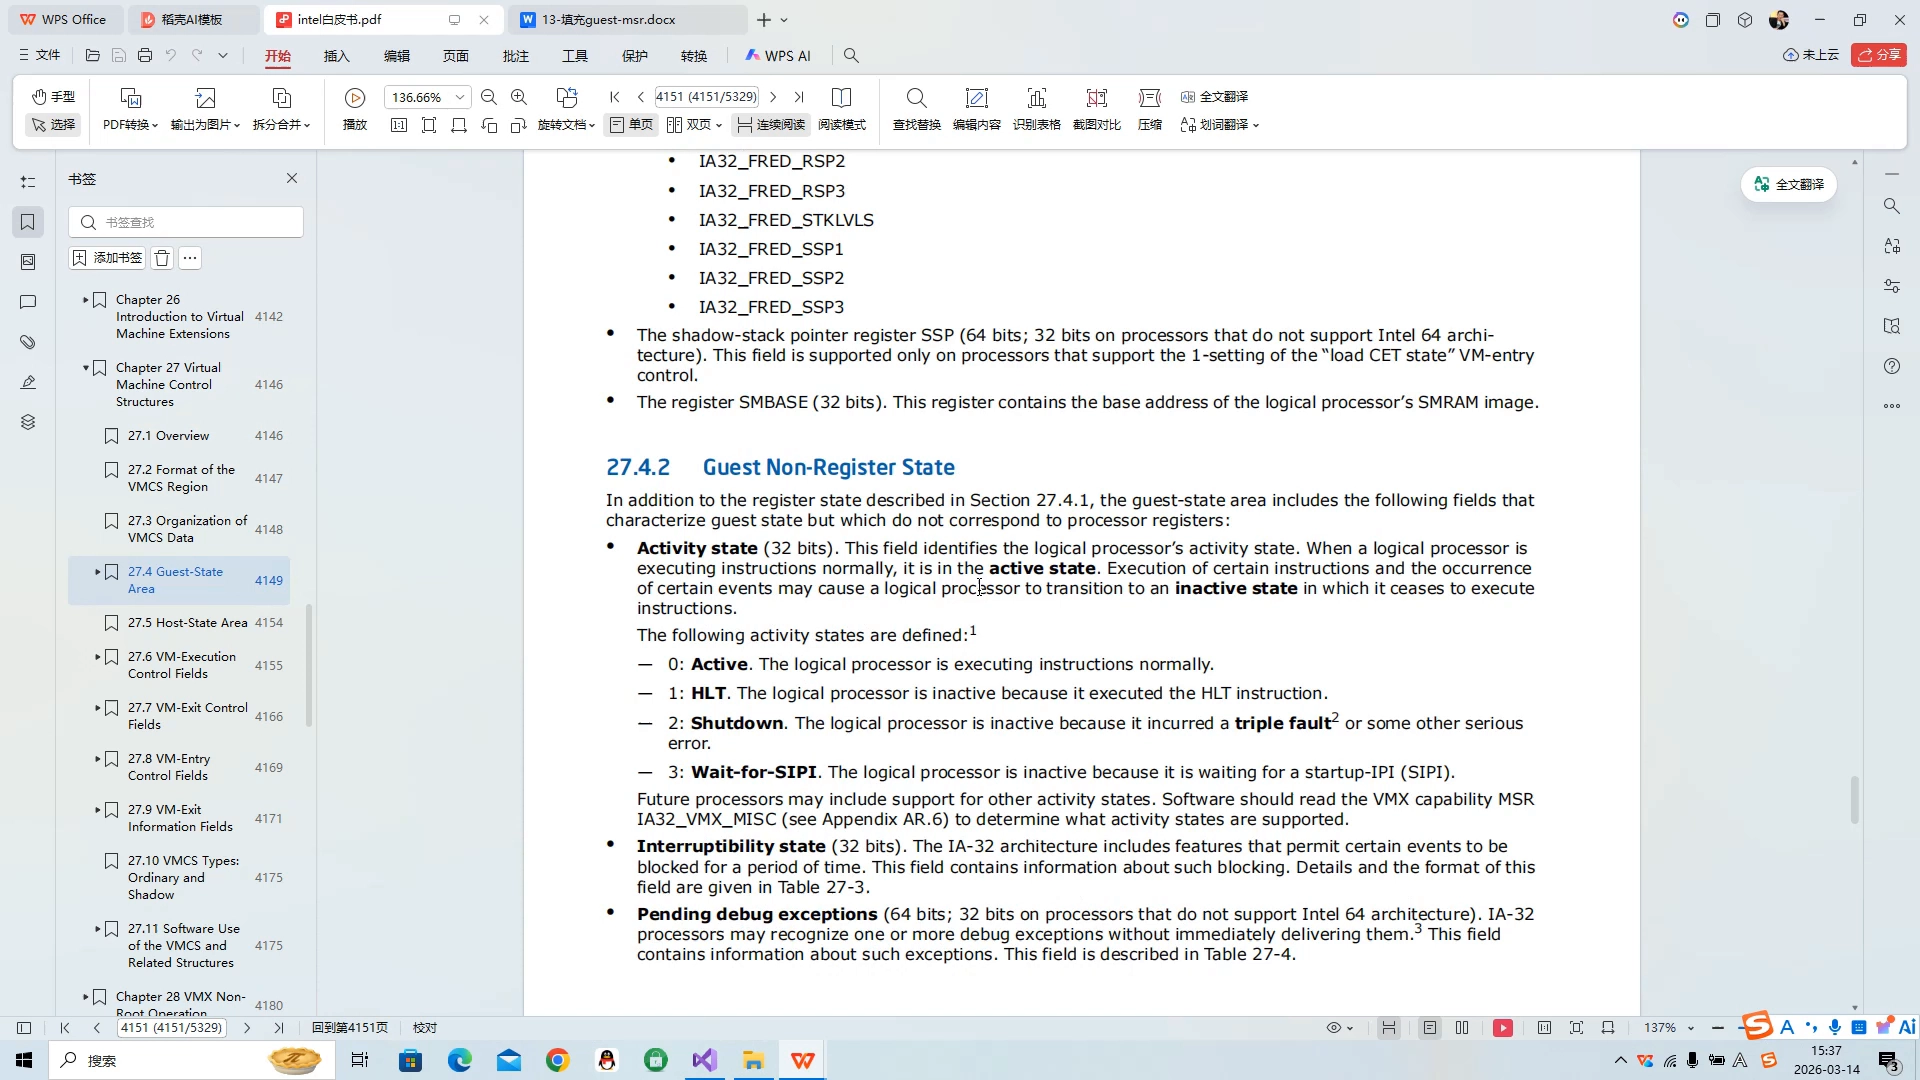 WPS Office
稻壳AI模板
intel白皮书.pdf
13-填充guest-msr.docx
文件
开始
插入
编辑
页面
批注
工具
保护
转换
WPS AI
未上云
分享
手型
选择
PDF转换
输出为图片
拆分合并
播放
136.66%
旋转文档
4151 (4151/5329)
单页
双页
连续阅读
阅读模式
查找替换
编辑内容
识别表格
截图对比
压缩
全文翻译
划词翻译
书签
书签查找
添加书签
Chapter 26
Introduction to Virtual
Machine Extensions
4142
Chapter 27 Virtual
Machine Control
Structures
4146
27.1 Overview
4146
27.2 Format of the
VMCS Region
4147
27.3 Organization of
VMCS Data
4148
27.4 Guest-State
Area
4149
27.5 Host-State Area
4154
27.6 VM-Execution
Control Fields
4155
27.7 VM-Exit Control
Fields
4166
27.8 VM-Entry
Control Fields
4169
27.9 VM-Exit
Information Fields
4171
27.10 VMCS Types:
Ordinary and
Shadow
4175
27.11 Software Use
of the VMCS and
Related Structures
4175
Chapter 28 VMX Non-
Root Operation
4180
• IA32_FRED_RSP2
• IA32_FRED_RSP3
• IA32_FRED_STKLVLS
• IA32_FRED_SSP1
• IA32_FRED_SSP2
• IA32_FRED_SSP3
• The shadow-stack pointer register SSP (64 bits; 32 bits on processors that do not support Intel 64 archi-
tecture). This field is supported only on processors that support the 1-setting of the “load CET state” VM-entry
control.
• The register SMBASE (32 bits). This register contains the base address of the logical processor’s SMRAM image.
27.4.2 Guest Non-Register State
In addition to the register state described in Section 27.4.1, the guest-state area includes the following fields that
characterize guest state but which do not correspond to processor registers:
• Activity state (32 bits). This field identifies the logical processor’s activity state. When a logical processor is
executing instructions normally, it is in the active state. Execution of certain instructions and the occurrence
of certain events may cause a logical processor to transition to an inactive state in which it ceases to execute
instructions.
The following activity states are defined:1
— 0: Active. The logical processor is executing instructions normally.
— 1: HLT. The logical processor is inactive because it executed the HLT instruction.
— 2: Shutdown. The logical processor is inactive because it incurred a triple fault2 or some other serious
error.
— 3: Wait-for-SIPI. The logical processor is inactive because it is waiting for a startup-IPI (SIPI).
Future processors may include support for other activity states. Software should read the VMX capability MSR
IA32_VMX_MISC (see Appendix AR.6) to determine what activity states are supported.
• Interruptibility state (32 bits). The IA-32 architecture includes features that permit certain events to be
blocked for a period of time. This field contains information about such blocking. Details and the format of this
field are given in Table 27-3.
• Pending debug exceptions (64 bits; 32 bits on processors that do not support Intel 64 architecture). IA-32
processors may recognize one or more debug exceptions without immediately delivering them.3 This field
contains information about such exceptions. This field is described in Table 27-4.
全文翻译
4151 (4151/5329)
回到第4151页
校对
137%
搜索
15:37
2026-03-14